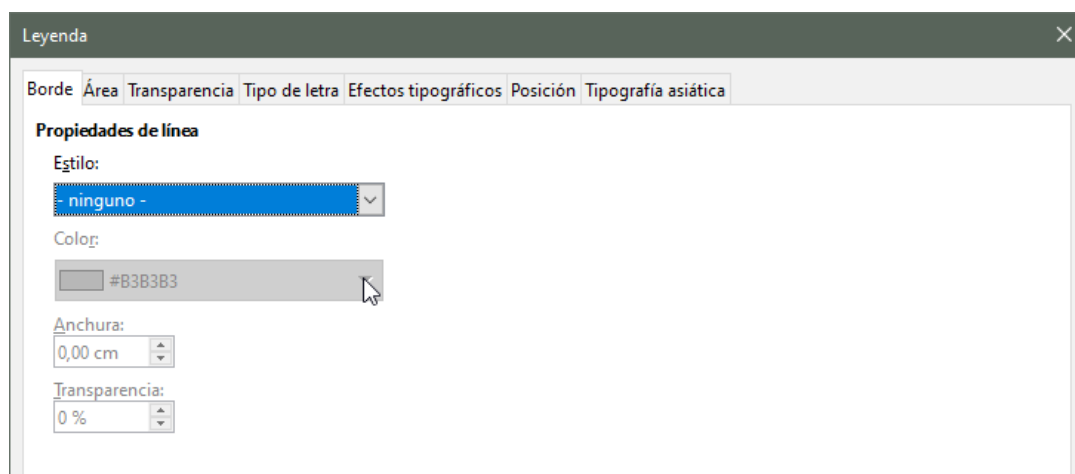 Leyenda
Borde Área Transparencia Tipo de letra Efectos tipográficos Posición Tipografía asiática
Propiedades de línea
Estilo:
- ninguno -
Color:
#B3B3B3
Anchura:
0,00 cm
Transparencia:
0 %